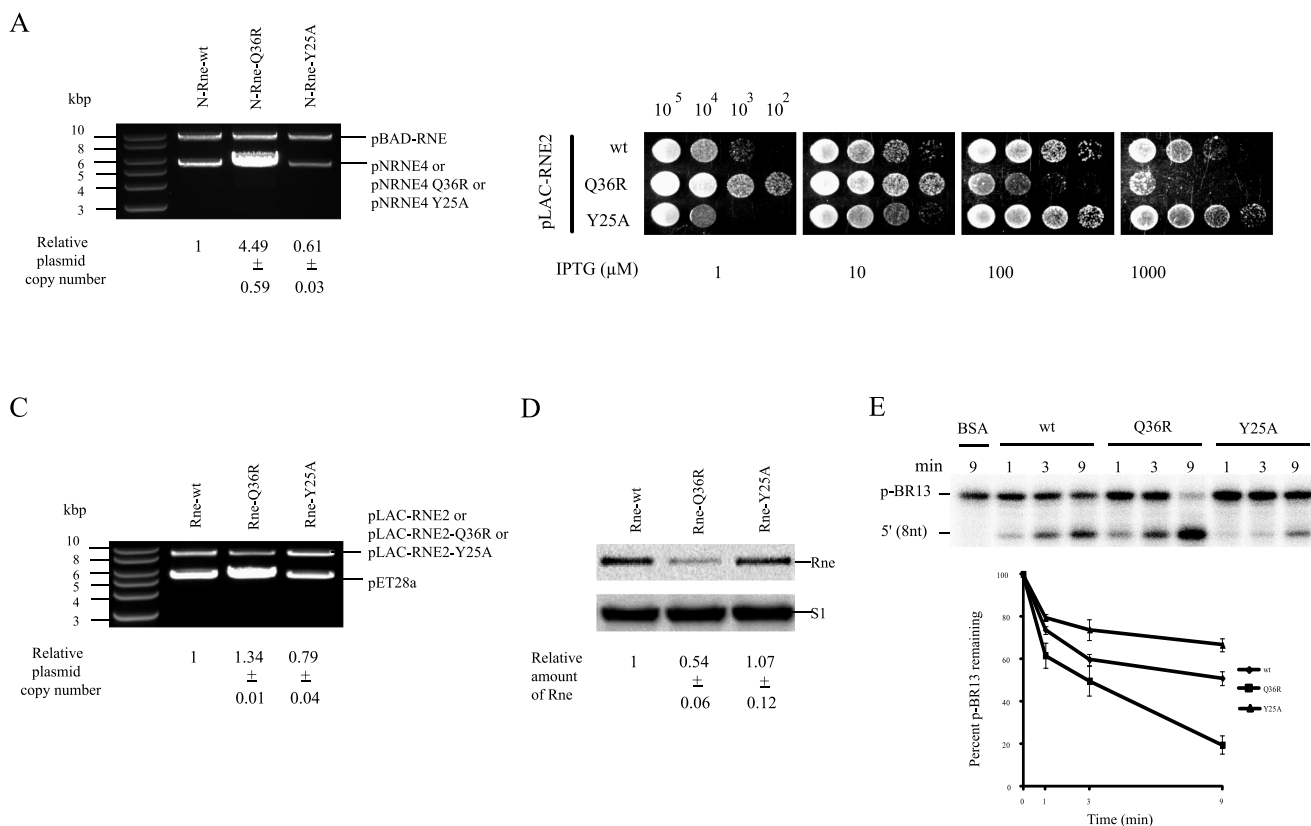 A
N-Rne-wt
N-Rne-Q36R
N-Rne-Y25A
kbp
10
8
6
5
4
3
pBAD-RNE
pNRNE4 or
pNRNE4 Q36R or
pNRNE4 Y25A
Relative
plasmid
copy number
1
4.49
±
0.59
0.61
±
0.03
10^5 10^4 10^3 10^2
pLAC-RNE2
wt
Q36R
Y25A
IPTG (µM) 1 10 100 1000
C
Rne-wt
Rne-Q36R
Rne-Y25A
kbp
10
8
6
5
4
3
pLAC-RNE2 or
pLAC-RNE2-Q36R or
pLAC-RNE2-Y25A
pET28a
Relative
plasmid
copy number
1
1.34
±
0.01
0.79
±
0.04
D
Rne-wt
Rne-Q36R
Rne-Y25A
Rne
S1
Relative
amount
of Rne
1
0.54
±
0.06
1.07
±
0.12
E
BSA wt Q36R Y25A
min 9 1 3 9 1 3 9 1 3 9
p-BR13
5' (8nt)
Percent p-BR13 remaining
100
80
60
40
20
0
0 1 3 9
Time (min)
wt
Q36R
Y25A